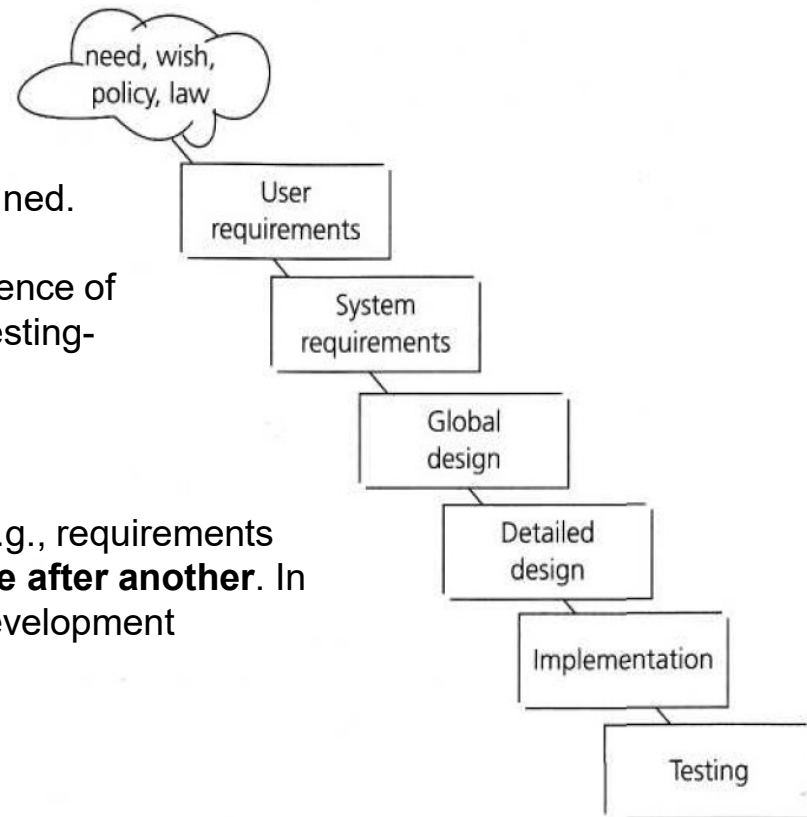 need, wish,
policy, law
ned.
User
requirements
ence of
esting-
System
requirements
Global
design
.g., requirements
e after another. In
evelopment
Detailed
design
Implementation
Testing